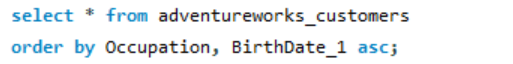 select * from adventureworks_customers
order by Occupation, BirthDate_1 asc;